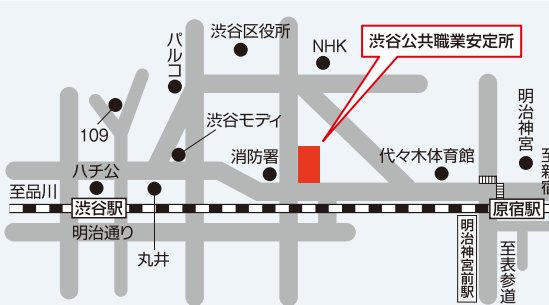 渋谷区役所
NHK
渋谷公共職業安定所
パルコ
109
渋谷モディ
消防署
代々木体育館
明治神宮
ハチ公
至品川
渋谷駅
明治通り
丸井
明治神宮前駅
原宿駅
至新宿
至表参道